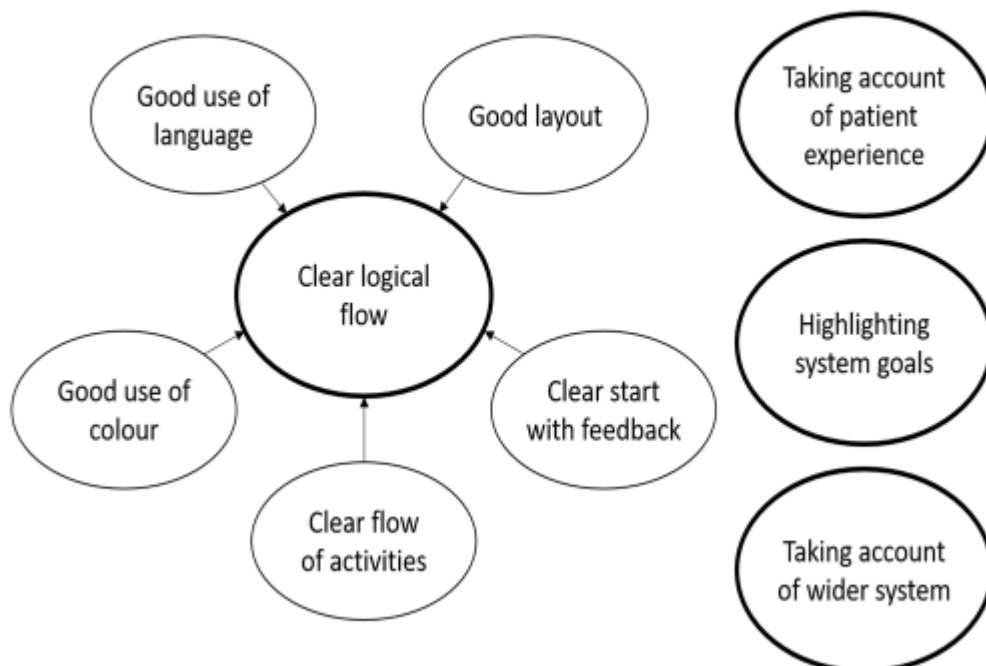 Good use of
language
Good layout
Taking account
of patient
experience
Clear logical
flow
Highlighting
system goals
Good use of
colour
Clear start
with feedback
Clear flow
of activities
Taking account
of wider system